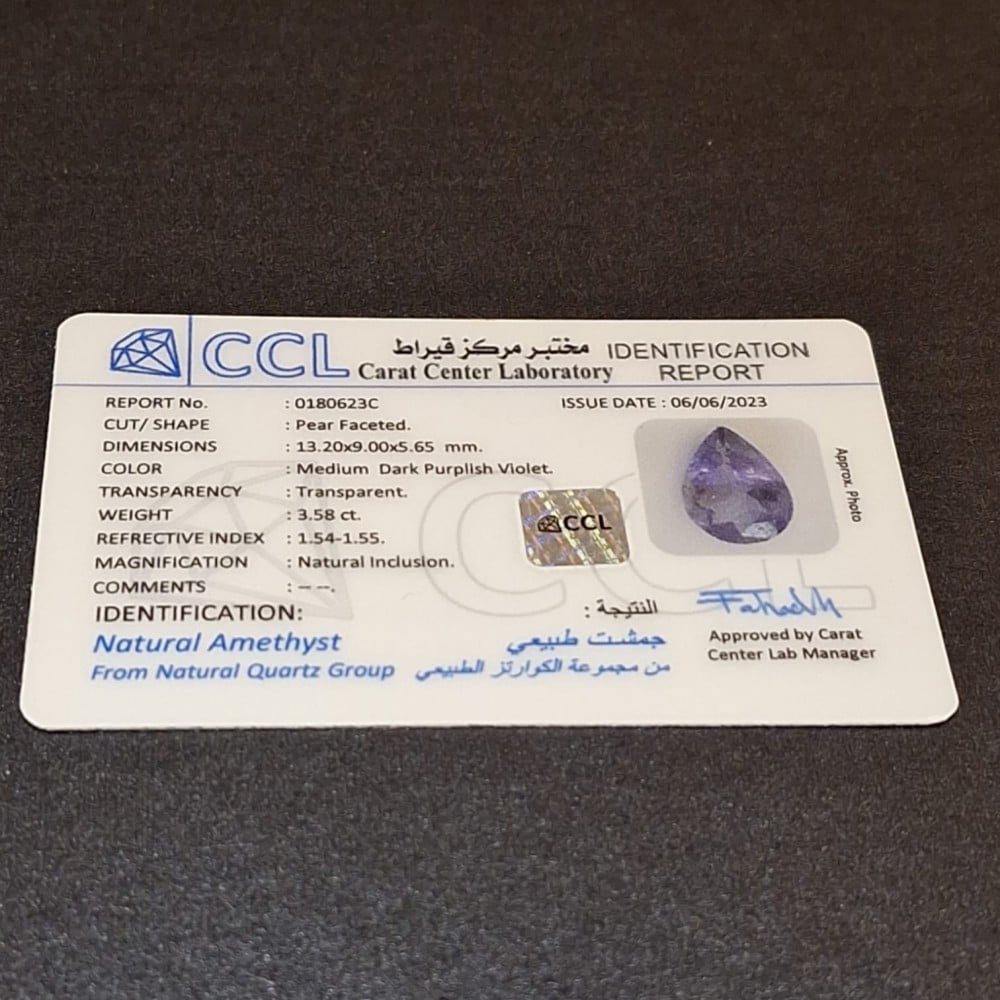 CCL
مختبر مركز قيراط
Carat Center Laboratory
IDENTIFICATION
REPORT
REPORT No. : 0180623C
ISSUE DATE : 06/06/2023
CUT/ SHAPE : Pear Faceted.
DIMENSIONS : 13.20x9.00x5.65 mm.
COLOR : Medium Dark Purplish Violet.
TRANSPARENCY : Transparent.
WEIGHT : 3.58 ct.
REFRACTIVE INDEX : 1.54-1.55.
MAGNIFICATION : Natural Inclusion.
COMMENTS : -- --.
CCL
Approx. Photo
CCL
IDENTIFICATION:
النتيجة :
Natural Amethyst
جمشت طبيعي
From Natural Quartz Group
من مجموعة الكوارتز الطبيعي
Approved by Carat
Center Lab Manager